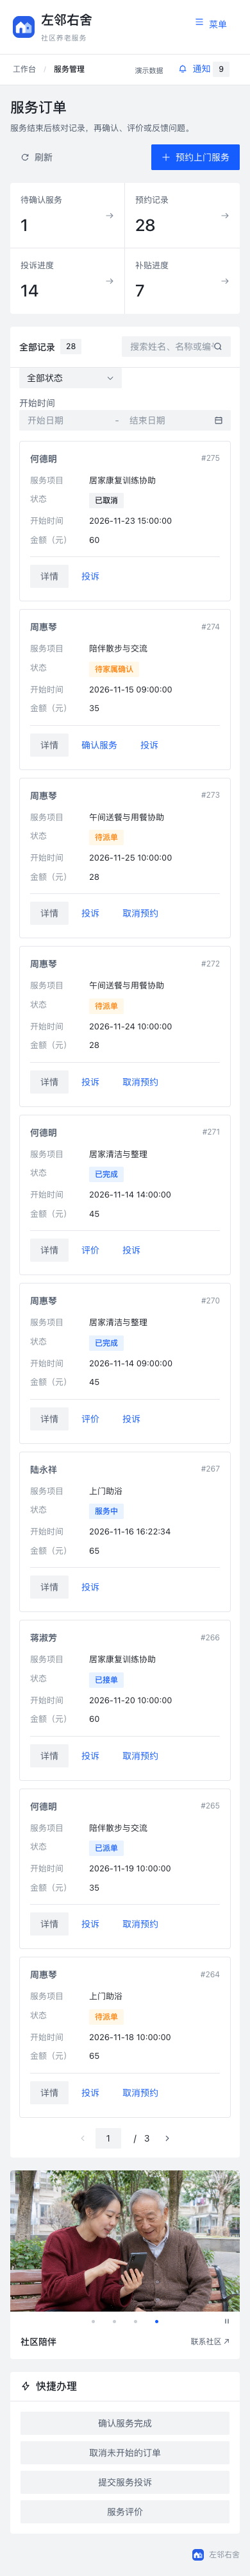 左邻右舍
社区养老服务
菜单
工作台 / 服务管理
演示数据
通知 9
服务订单
服务结束后核对记录，再确认、评价或反馈问题。
刷新
预约上门服务
待确认服务
1
预约记录
28
投诉进度
14
补贴进度
7
全部记录 28
搜索姓名、名称或编号
全部状态
开始时间
开始日期 - 结束日期
何德明 #275
服务项目 居家康复训练协助
状态 已取消
开始时间 2026-11-23 15:00:00
金额（元） 60
详情 投诉
周惠琴 #274
服务项目 陪伴散步与交流
状态 待家属确认
开始时间 2026-11-15 09:00:00
金额（元） 35
详情 确认服务 投诉
周惠琴 #273
服务项目 午间送餐与用餐协助
状态 待派单
开始时间 2026-11-25 10:00:00
金额（元） 28
详情 投诉 取消预约
周惠琴 #272
服务项目 午间送餐与用餐协助
状态 待派单
开始时间 2026-11-24 10:00:00
金额（元） 28
详情 投诉 取消预约
何德明 #271
服务项目 居家清洁与整理
状态 已完成
开始时间 2026-11-14 14:00:00
金额（元） 45
详情 评价 投诉
周惠琴 #270
服务项目 居家清洁与整理
状态 已完成
开始时间 2026-11-14 09:00:00
金额（元） 45
详情 评价 投诉
陆永祥 #267
服务项目 上门助浴
状态 服务中
开始时间 2026-11-16 16:22:34
金额（元） 65
详情 投诉
蒋淑芳 #266
服务项目 居家康复训练协助
状态 已接单
开始时间 2026-11-20 10:00:00
金额（元） 60
详情 投诉 取消预约
何德明 #265
服务项目 陪伴散步与交流
状态 已派单
开始时间 2026-11-19 10:00:00
金额（元） 35
详情 投诉 取消预约
周惠琴 #264
服务项目 上门助浴
状态 待派单
开始时间 2026-11-18 10:00:00
金额（元） 65
详情 投诉 取消预约
1 / 3
社区陪伴
联系社区
快捷办理
确认服务完成
取消未开始的订单
提交服务投诉
服务评价
左邻右舍